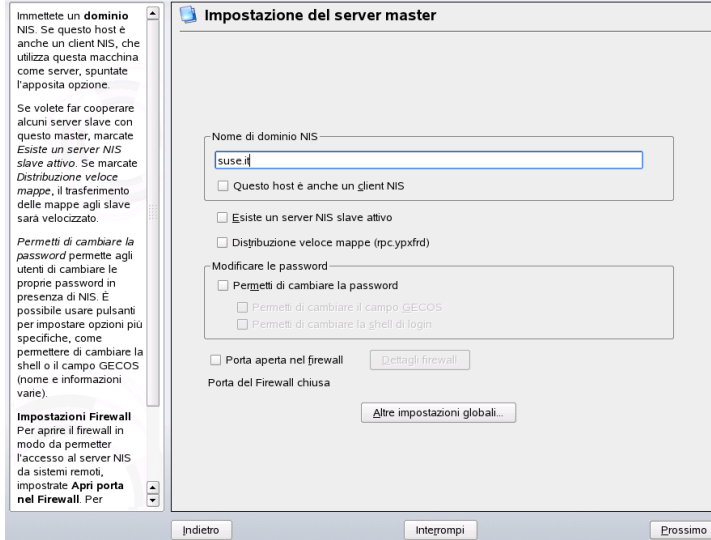 Immettete un dominio
NIS. Se questo host è
anche un client NIS, che
utilizza questa macchina
come server, spuntate
l'apposita opzione.
Se volete far cooperare
alcuni server slave con
questo master, marcate
Esiste un server NIS
slave attivo. Se marcate
Distribuzione veloce
mappe, il trasferimento
delle mappe agli slave
sarà velocizzato.
Permetti di cambiare la
password permette agli
utenti di cambiare le
proprie password in
presenza di NIS. È
possibile usare pulsanti
per impostare opzioni più
specifiche, come
permettere di cambiare la
shell o il campo GECOS
(nome e informazioni
varie).
Impostazioni Firewall
Per aprire il firewall in
modo da permetter
l'accesso al server NIS
da sistemi remoti,
impostrate Apri porta
nel Firewall. Per
Impostazione del server master
Nome di dominio NIS
suse.it
Questo host è anche un client NIS
Esiste un server NIS slave attivo
Distribuzione veloce mappe (rpc.ypxfrd)
Modificare le password
Permetti di cambiare la password
Permetti di cambiare il campo GECOS
Permetti di cambiare la shell di login
Porta aperta nel firewall
Dettagli firewall
Porta del Firewall chiusa
Altre impostazioni globali...
Indietro
Interrompi
Prossimo